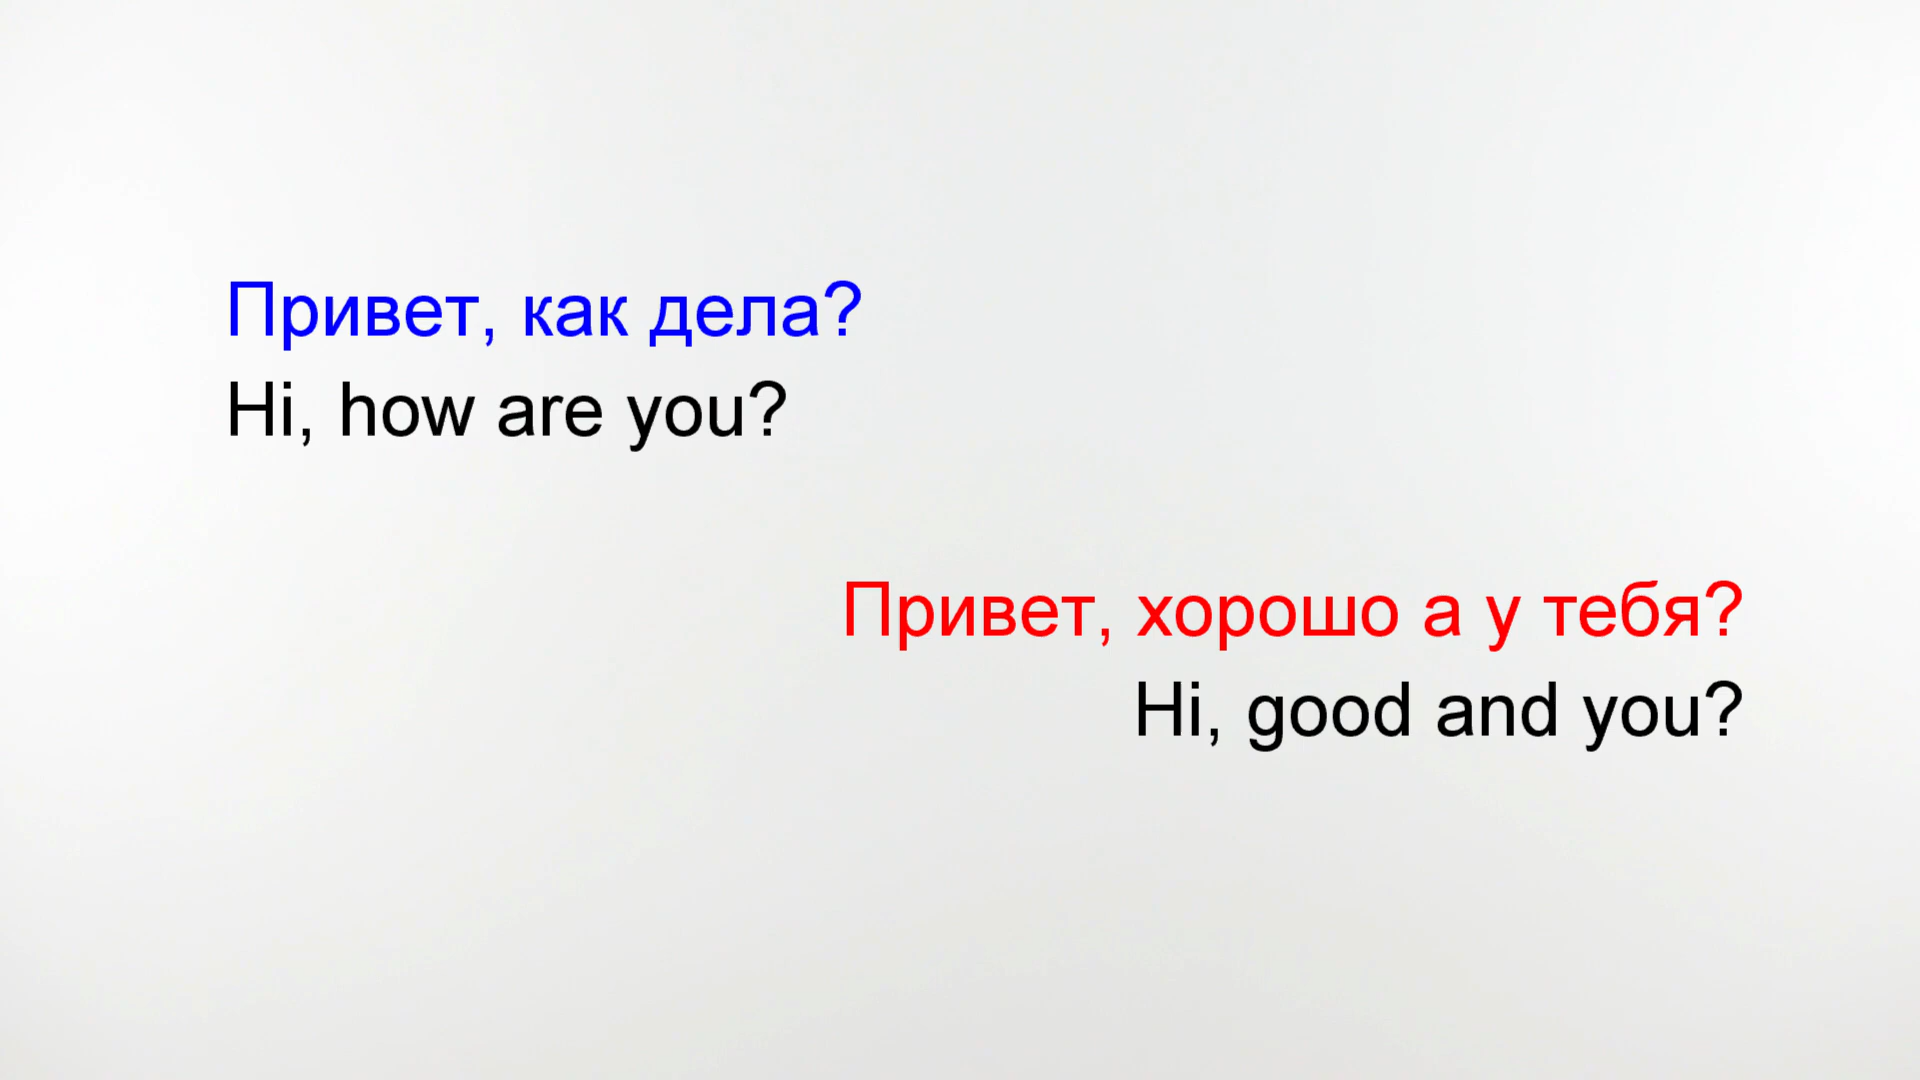 Привет, как дела?
Hi, how are you?
Привет, хорошо а у тебя?
Hi, good and you?